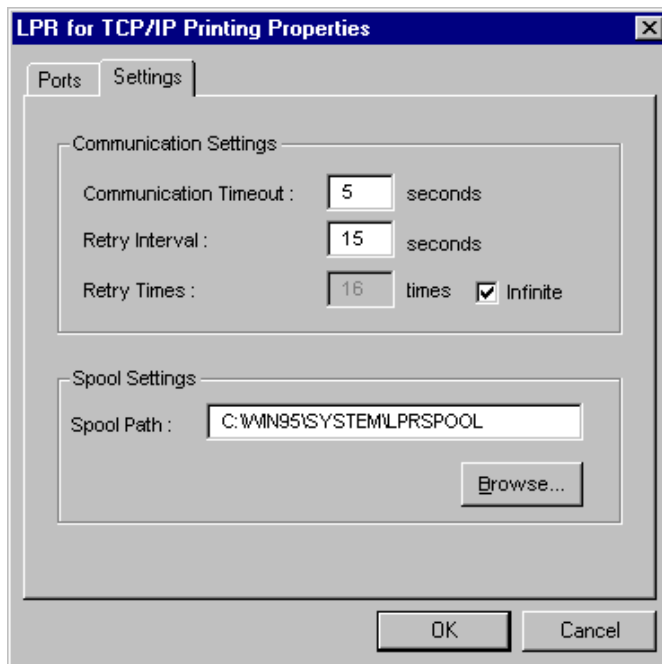 LPR for TCP/IP Printing Properties
Ports Settings
Communication Settings
Communication Timeout : 5 seconds
Retry Interval : 15 seconds
Retry Times : 16 times Infinite
Spool Settings
Spool Path : C:\WIN95\SYSTEM\LPRSPOOL
Browse...
OK Cancel